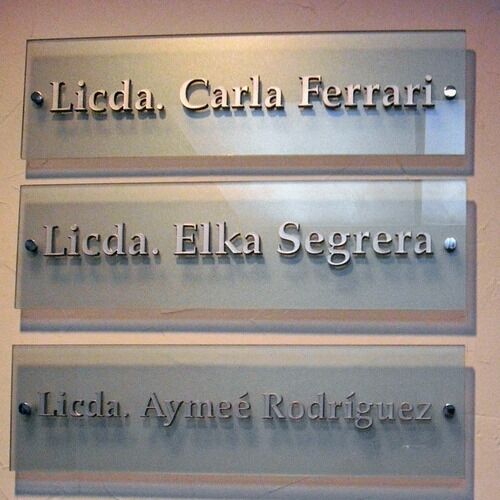 Licda. Carla Ferrari
Licda. Elka Segrera
Licda. Aymeé Rodríguez